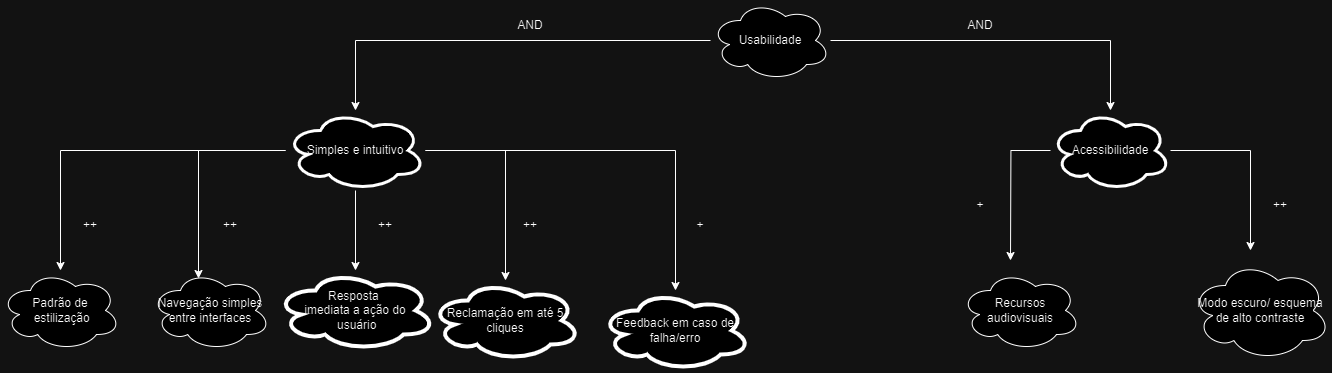 AND
Usabilidade
AND
Simples e intuitivo
Acessibilidade
++
++
++
++
+
+
++
Padrão de
estilização
Navegação simples
entre interfaces
Resposta
imediata a ação do
usuário
Reclamação em até 5
cliques
Feedback em caso de
falha/erro
Recursos
audiovisuais
Modo escuro/ esquema
de alto contraste